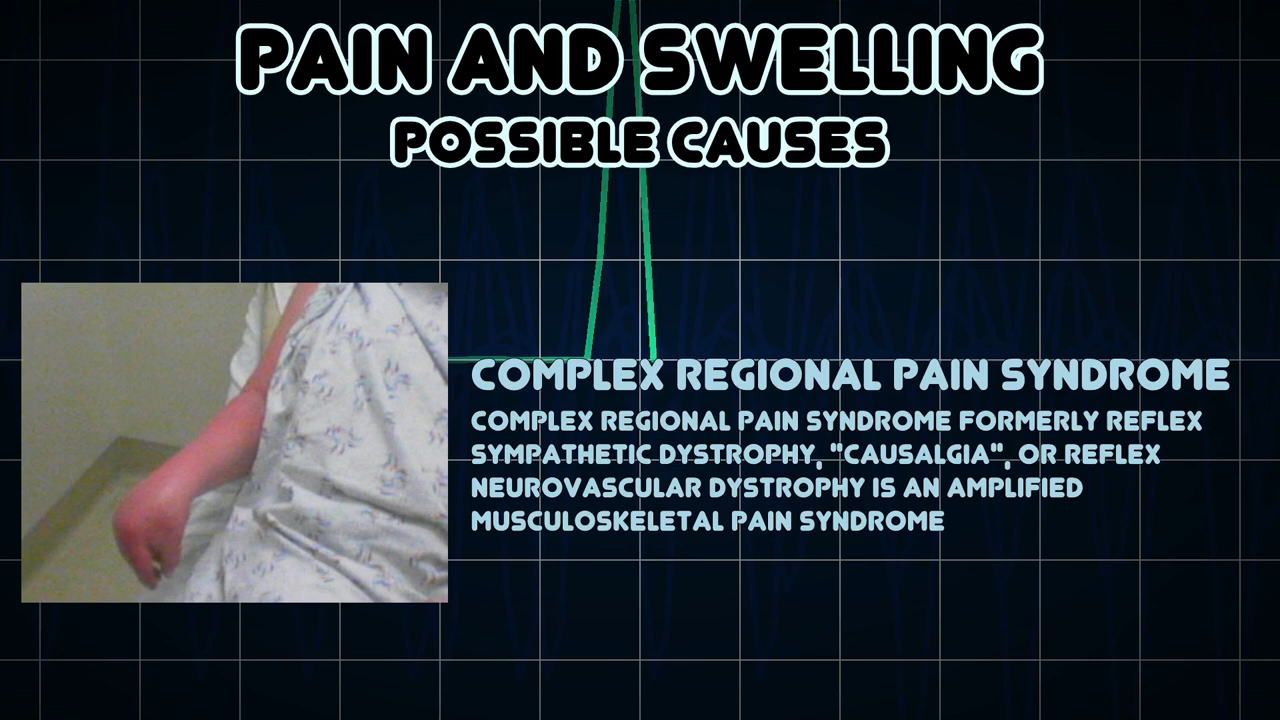 PAIN AND SWELLING
POSSIBLE CAUSES
COMPLEX REGIONAL PAIN SYNDROME
COMPLEX REGIONAL PAIN SYNDROME FORMERLY REFLEX
SYMPATHETIC DYSTROPHY, "CAUSALGIA", OR REFLEX
NEUROVASCULAR DYSTROPHY IS AN AMPLIFIED
MUSCULOSKELETAL PAIN SYNDROME